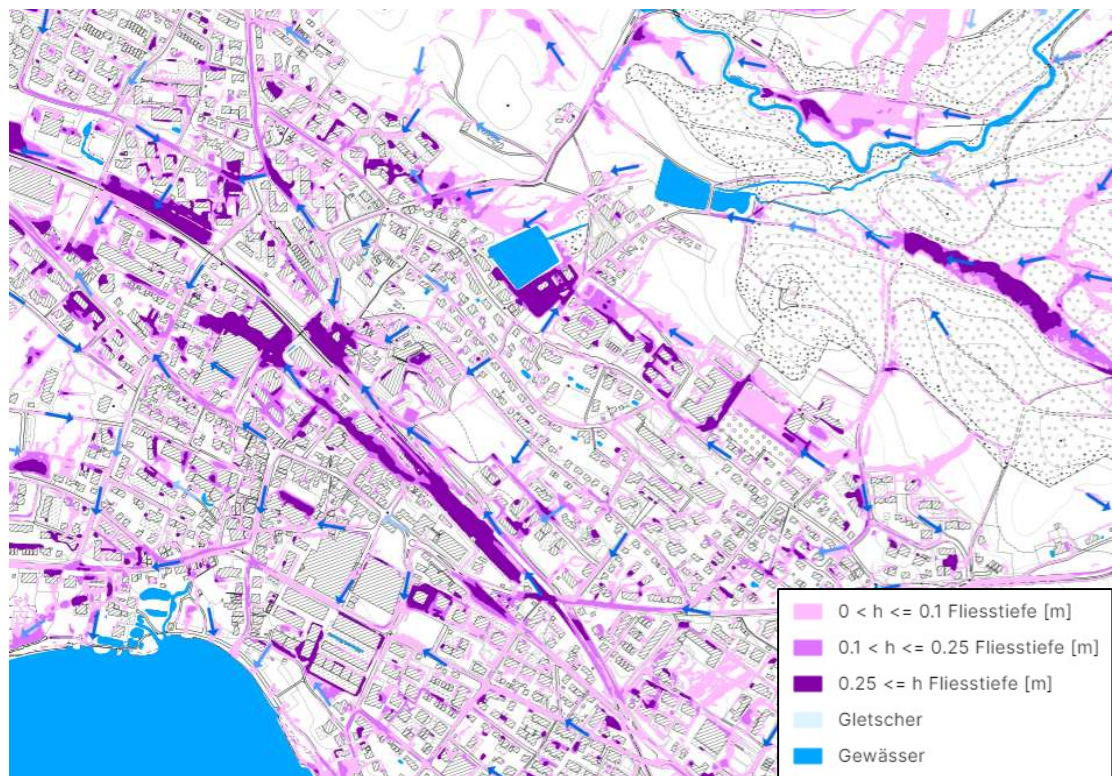 0 < h <= 0.1 Fliesstiefe [m]
0.1 < h <= 0.25 Fliesstiefe [m]
0.25 <= h Fliesstiefe [m]
Gletscher
Gewässer